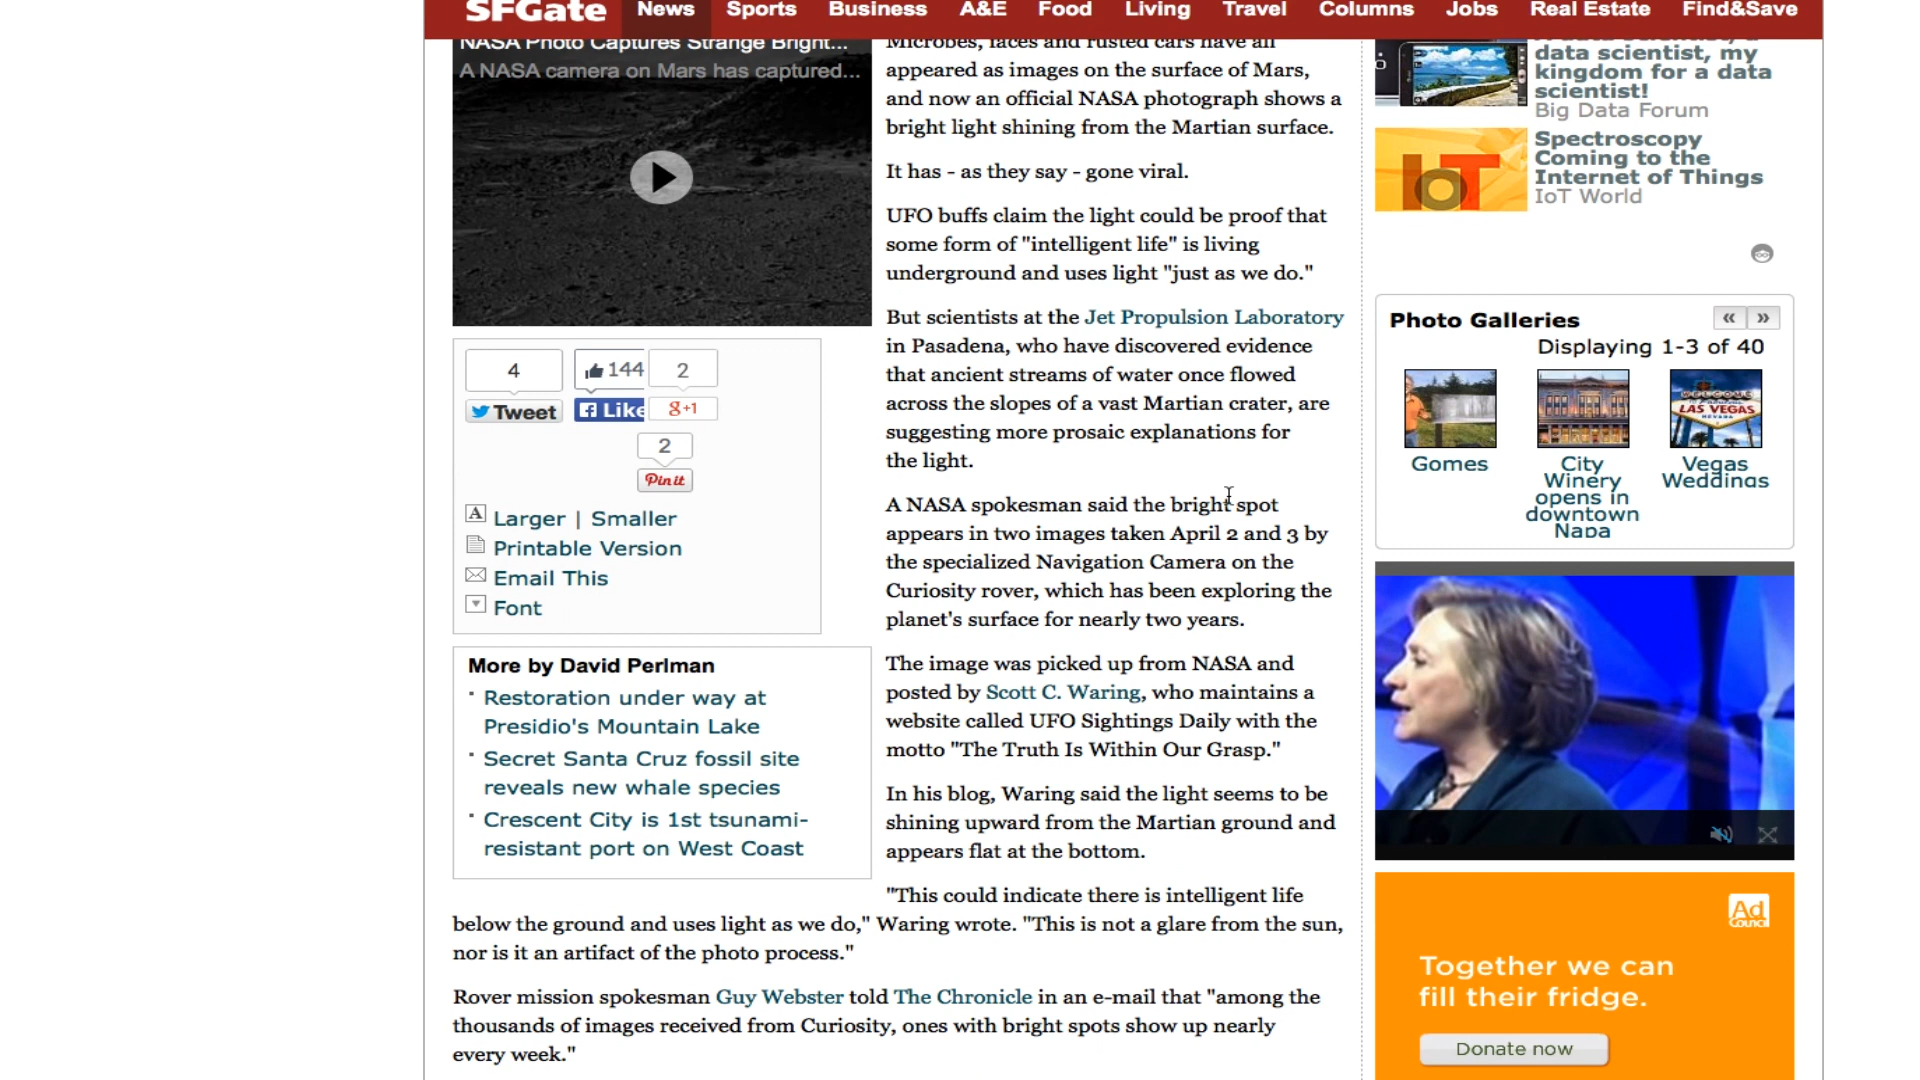 SFGate News Sports Business A&E Food Living Travel Columns Jobs Real Estate Find&Save
NASA Photo Captures Strange Bright...
A NASA camera on Mars has captured...
4
144
2
Tweet
Like
g+1
2
Pinit
A Larger | Smaller
Printable Version
Email This
Font
More by David Perlman
Restoration under way at
Presidio's Mountain Lake
Secret Santa Cruz fossil site
reveals new whale species
Crescent City is 1st tsunami-
resistant port on West Coast
Microbes, faces and rusted cars have all
appeared as images on the surface of Mars,
and now an official NASA photograph shows a
bright light shining from the Martian surface.
It has - as they say - gone viral.
UFO buffs claim the light could be proof that
some form of "intelligent life" is living
underground and uses light "just as we do."
But scientists at the Jet Propulsion Laboratory
in Pasadena, who have discovered evidence
that ancient streams of water once flowed
across the slopes of a vast Martian crater, are
suggesting more prosaic explanations for
the light.
A NASA spokesman said the bright spot
appears in two images taken April 2 and 3 by
the specialized Navigation Camera on the
Curiosity rover, which has been exploring the
planet's surface for nearly two years.
The image was picked up from NASA and
posted by Scott C. Waring, who maintains a
website called UFO Sightings Daily with the
motto "The Truth Is Within Our Grasp."
In his blog, Waring said the light seems to be
shining upward from the Martian ground and
appears flat at the bottom.
"This could indicate there is intelligent life
below the ground and uses light as we do," Waring wrote. "This is not a glare from the sun,
nor is it an artifact of the photo process."
Rover mission spokesman Guy Webster told The Chronicle in an e-mail that "among the
thousands of images received from Curiosity, ones with bright spots show up nearly
every week."
data scientist, my
kingdom for a data
scientist!
Big Data Forum
IoT
Spectroscopy
Coming to the
Internet of Things
IoT World
Photo Galleries « »
Displaying 1-3 of 40
WELCOME
LAS VEGAS
NEVADA
Gomes
City
Winery
opens in
downtown
Napa
Vegas
Weddings
Ad
Council
Together we can
fill their fridge.
Donate now